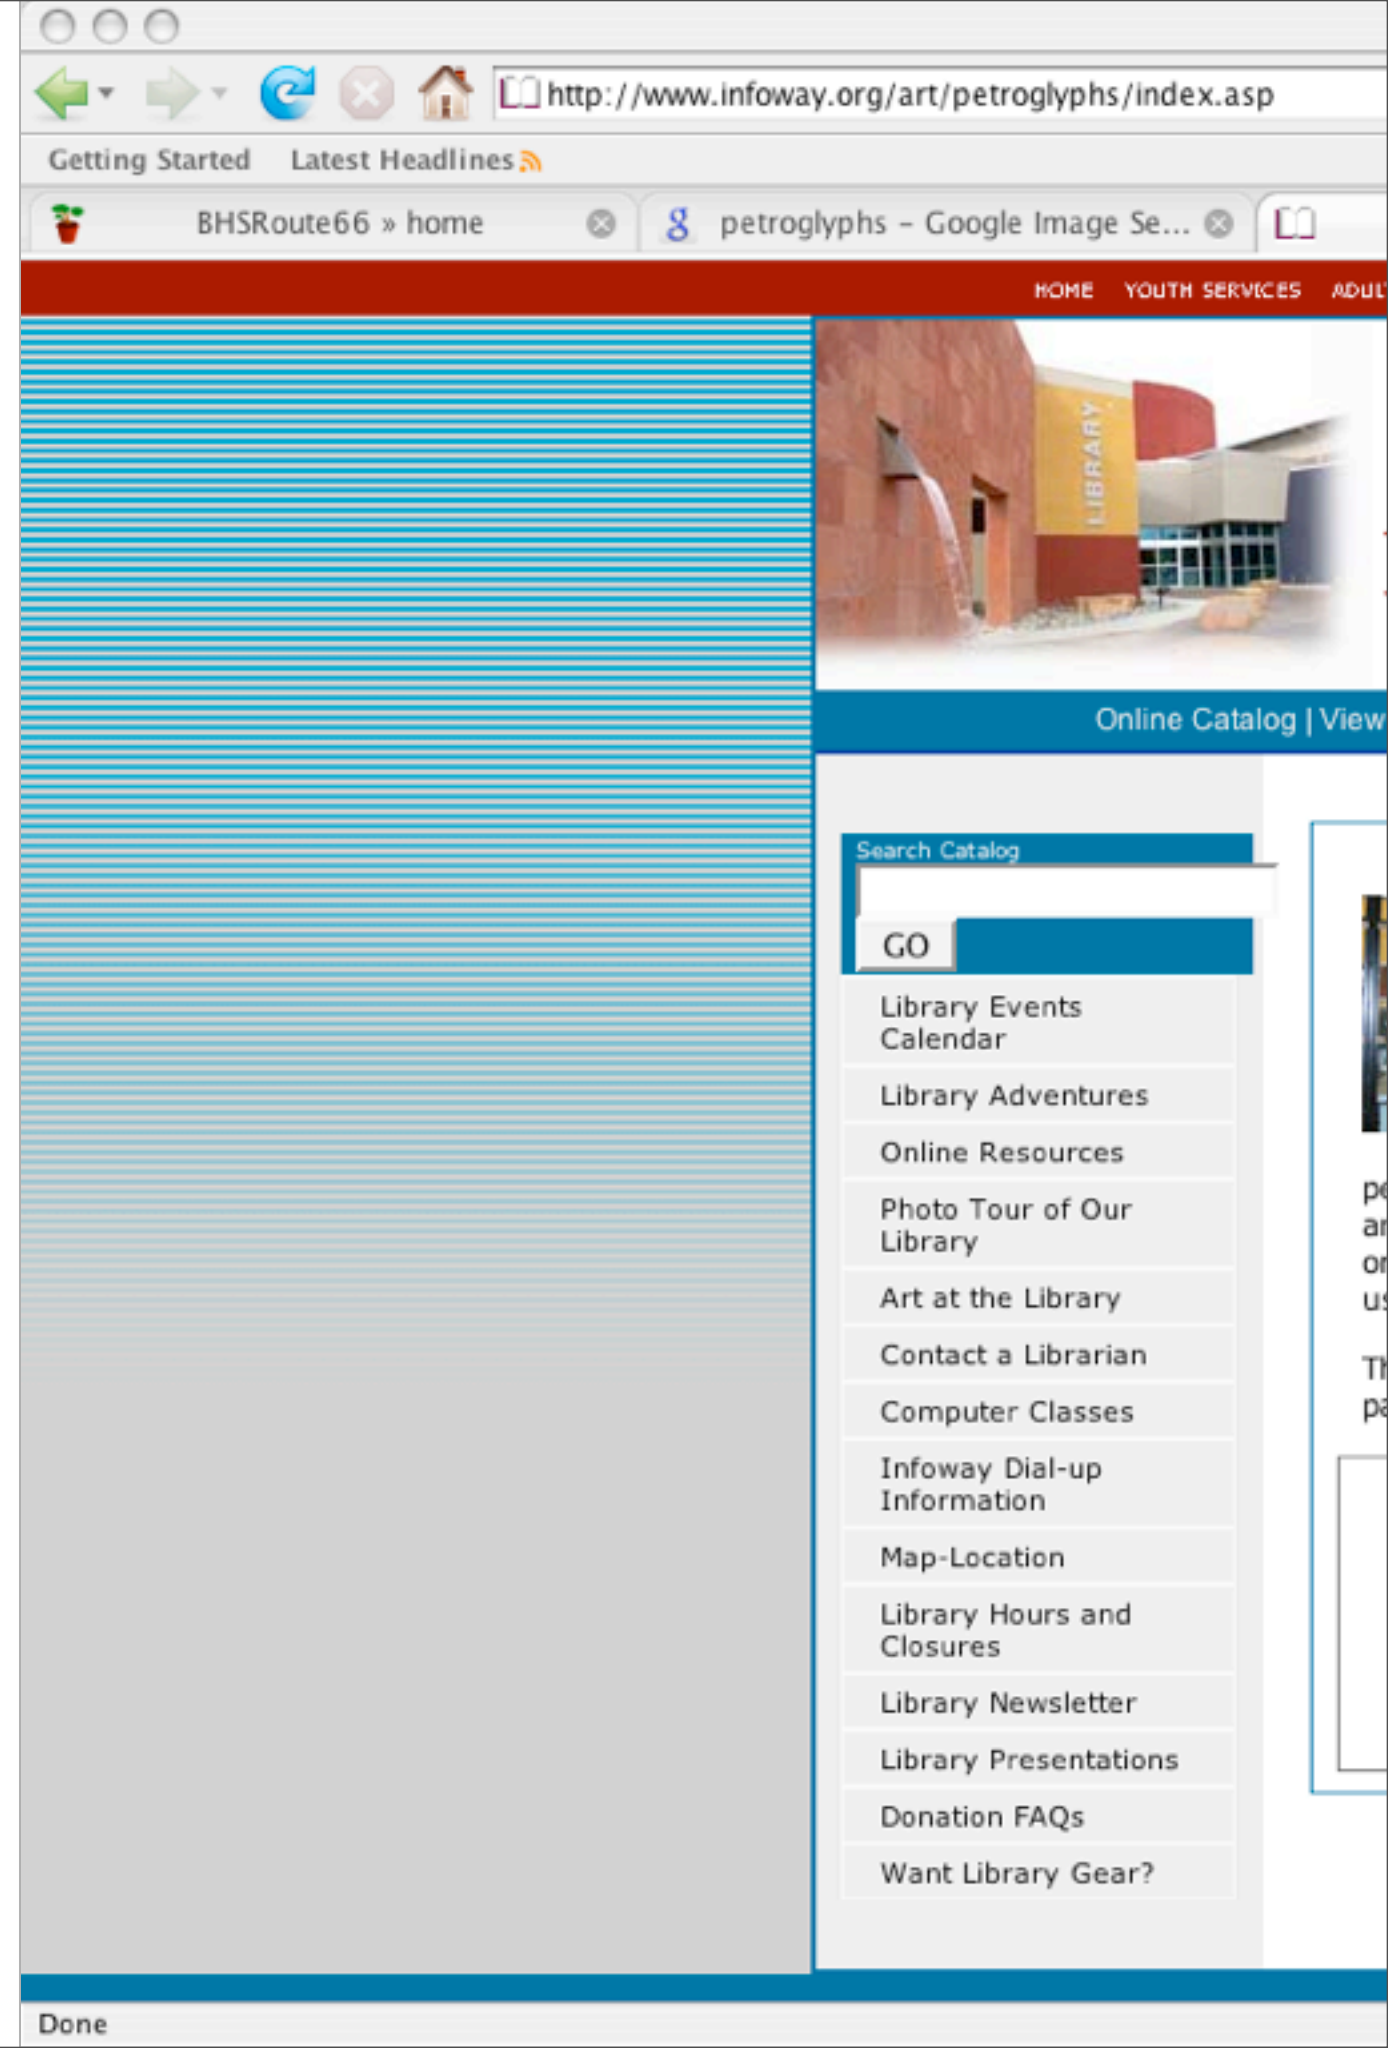 http://www.infoway.org/art/petroglyphs/index.asp
Getting Started Latest Headlines
BHSRoute66 » home petroglyphs – Google Image Se...
HOME YOUTH SERVICES
LIBRARY
Online Catalog | View
Search Catalog
GO
Library Events
Calendar
Library Adventures
Online Resources
Photo Tour of Our
Library
Art at the Library
Contact a Librarian
Computer Classes
Infoway Dial-up
Information
Map-Location
Library Hours and
Closures
Library Newsletter
Library Presentations
Donation FAQs
Want Library Gear?
Done